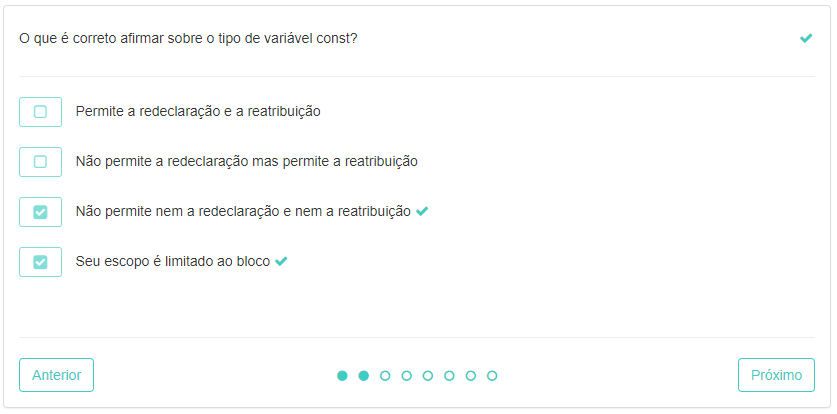 O que é correto afirmar sobre o tipo de variável const?
Permite a redeclaração e a reatribuição
Não permite a redeclaração mas permite a reatribuição
Não permite nem a redeclaração e nem a reatribuição
Seu escopo é limitado ao bloco
Anterior
Próximo